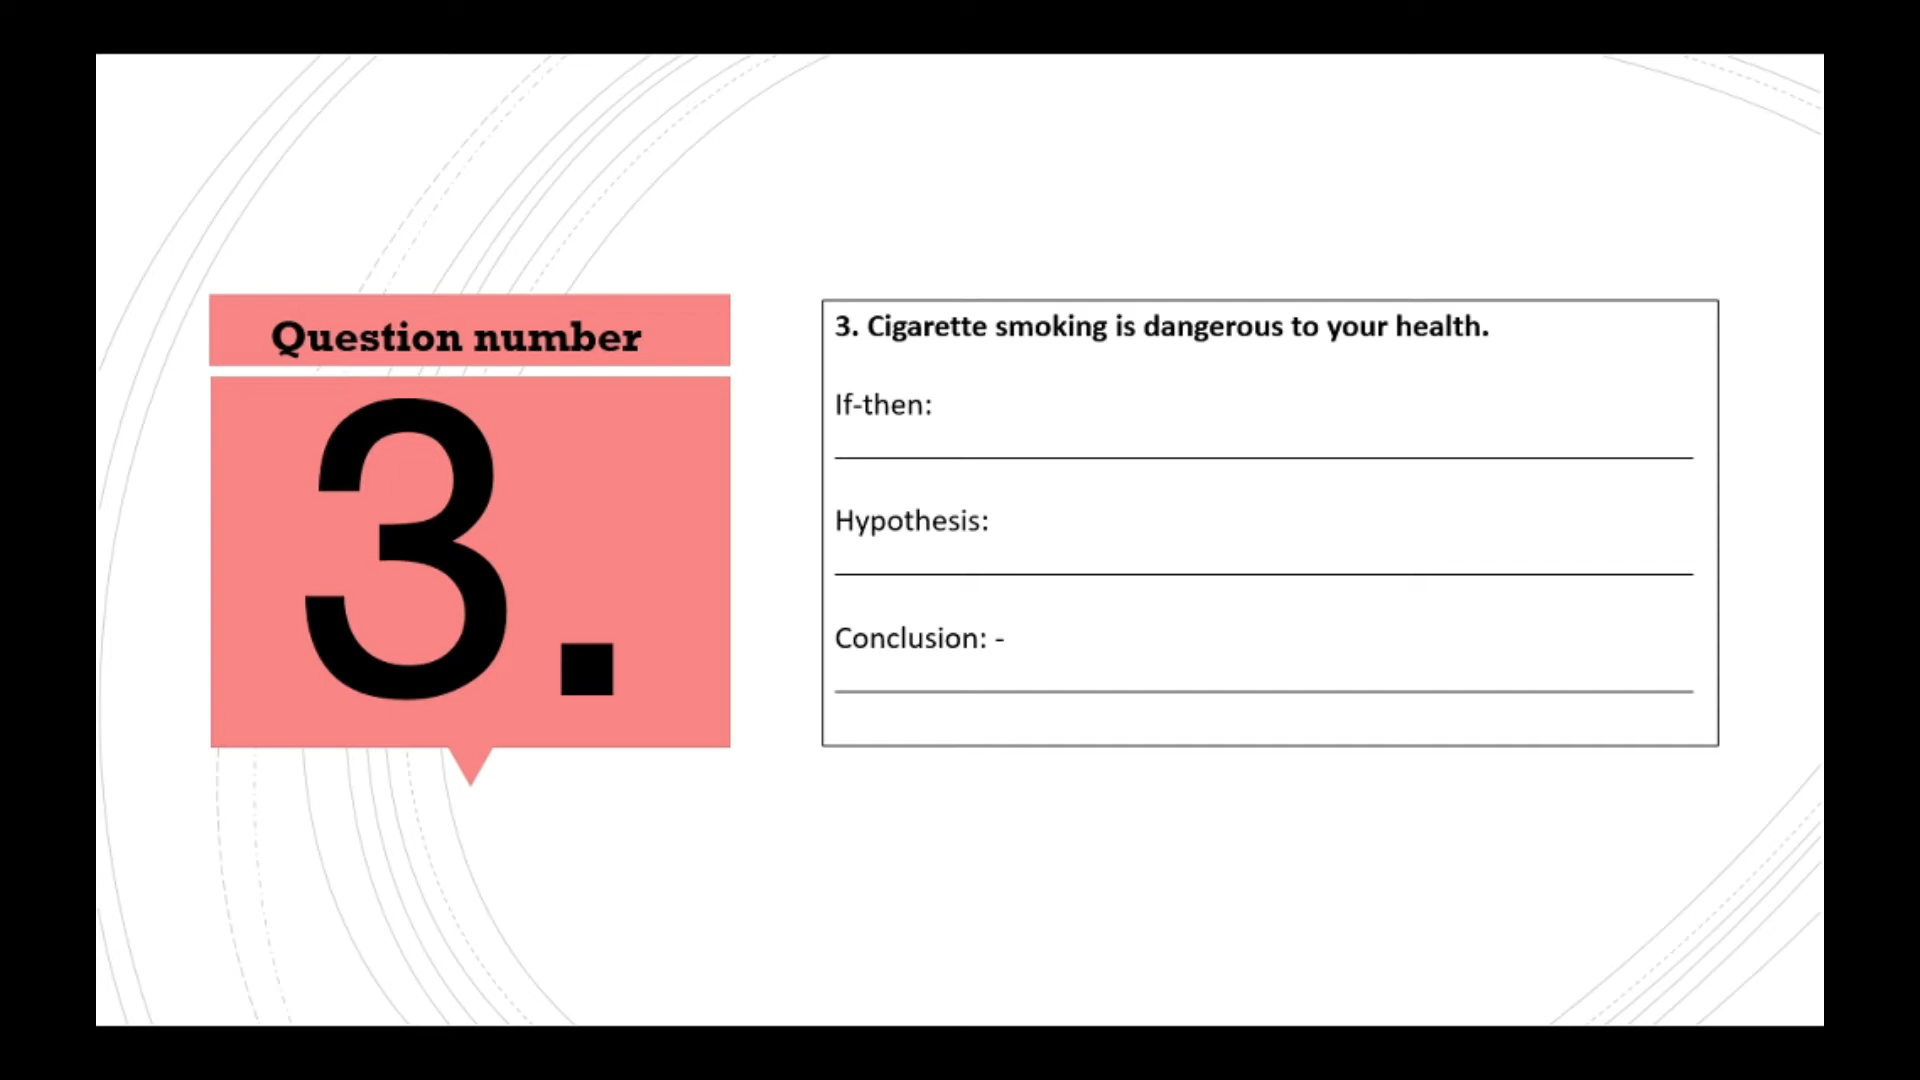 Question number
3.
3. Cigarette smoking is dangerous to your health.
If-then:
Hypothesis:
Conclusion: -